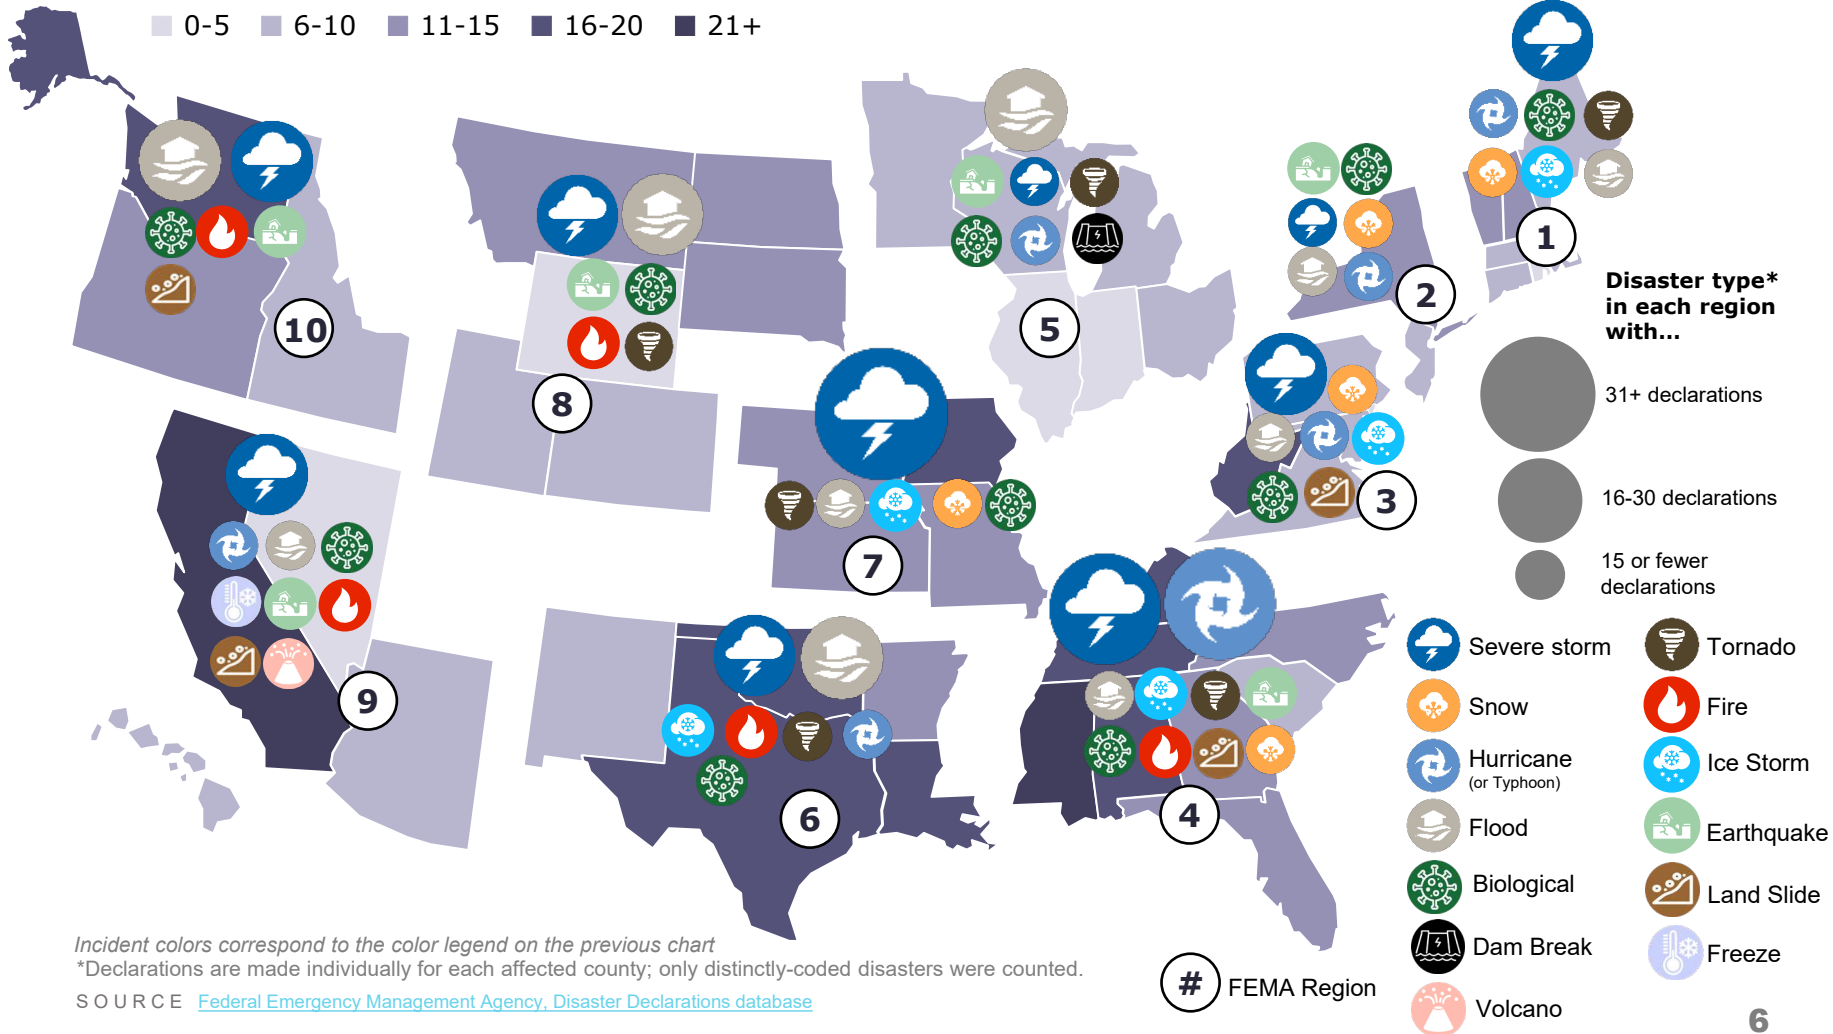 0-5 6-10 11-15 16-20 21+
1
2
3
4
5
6
7
8
9
10
Disaster type*
in each region
with...
31+ declarations
16-30 declarations
15 or fewer
declarations
Severe storm
Tornado
Snow
Fire
Hurricane
(or Typhoon)
Ice Storm
Flood
Earthquake
Biological
Land Slide
Dam Break
Freeze
Volcano
# FEMA Region
Incident colors correspond to the color legend on the previous chart
*Declarations are made individually for each affected county; only distinctly-coded disasters were counted.
SOURCE Federal Emergency Management Agency, Disaster Declarations database
6